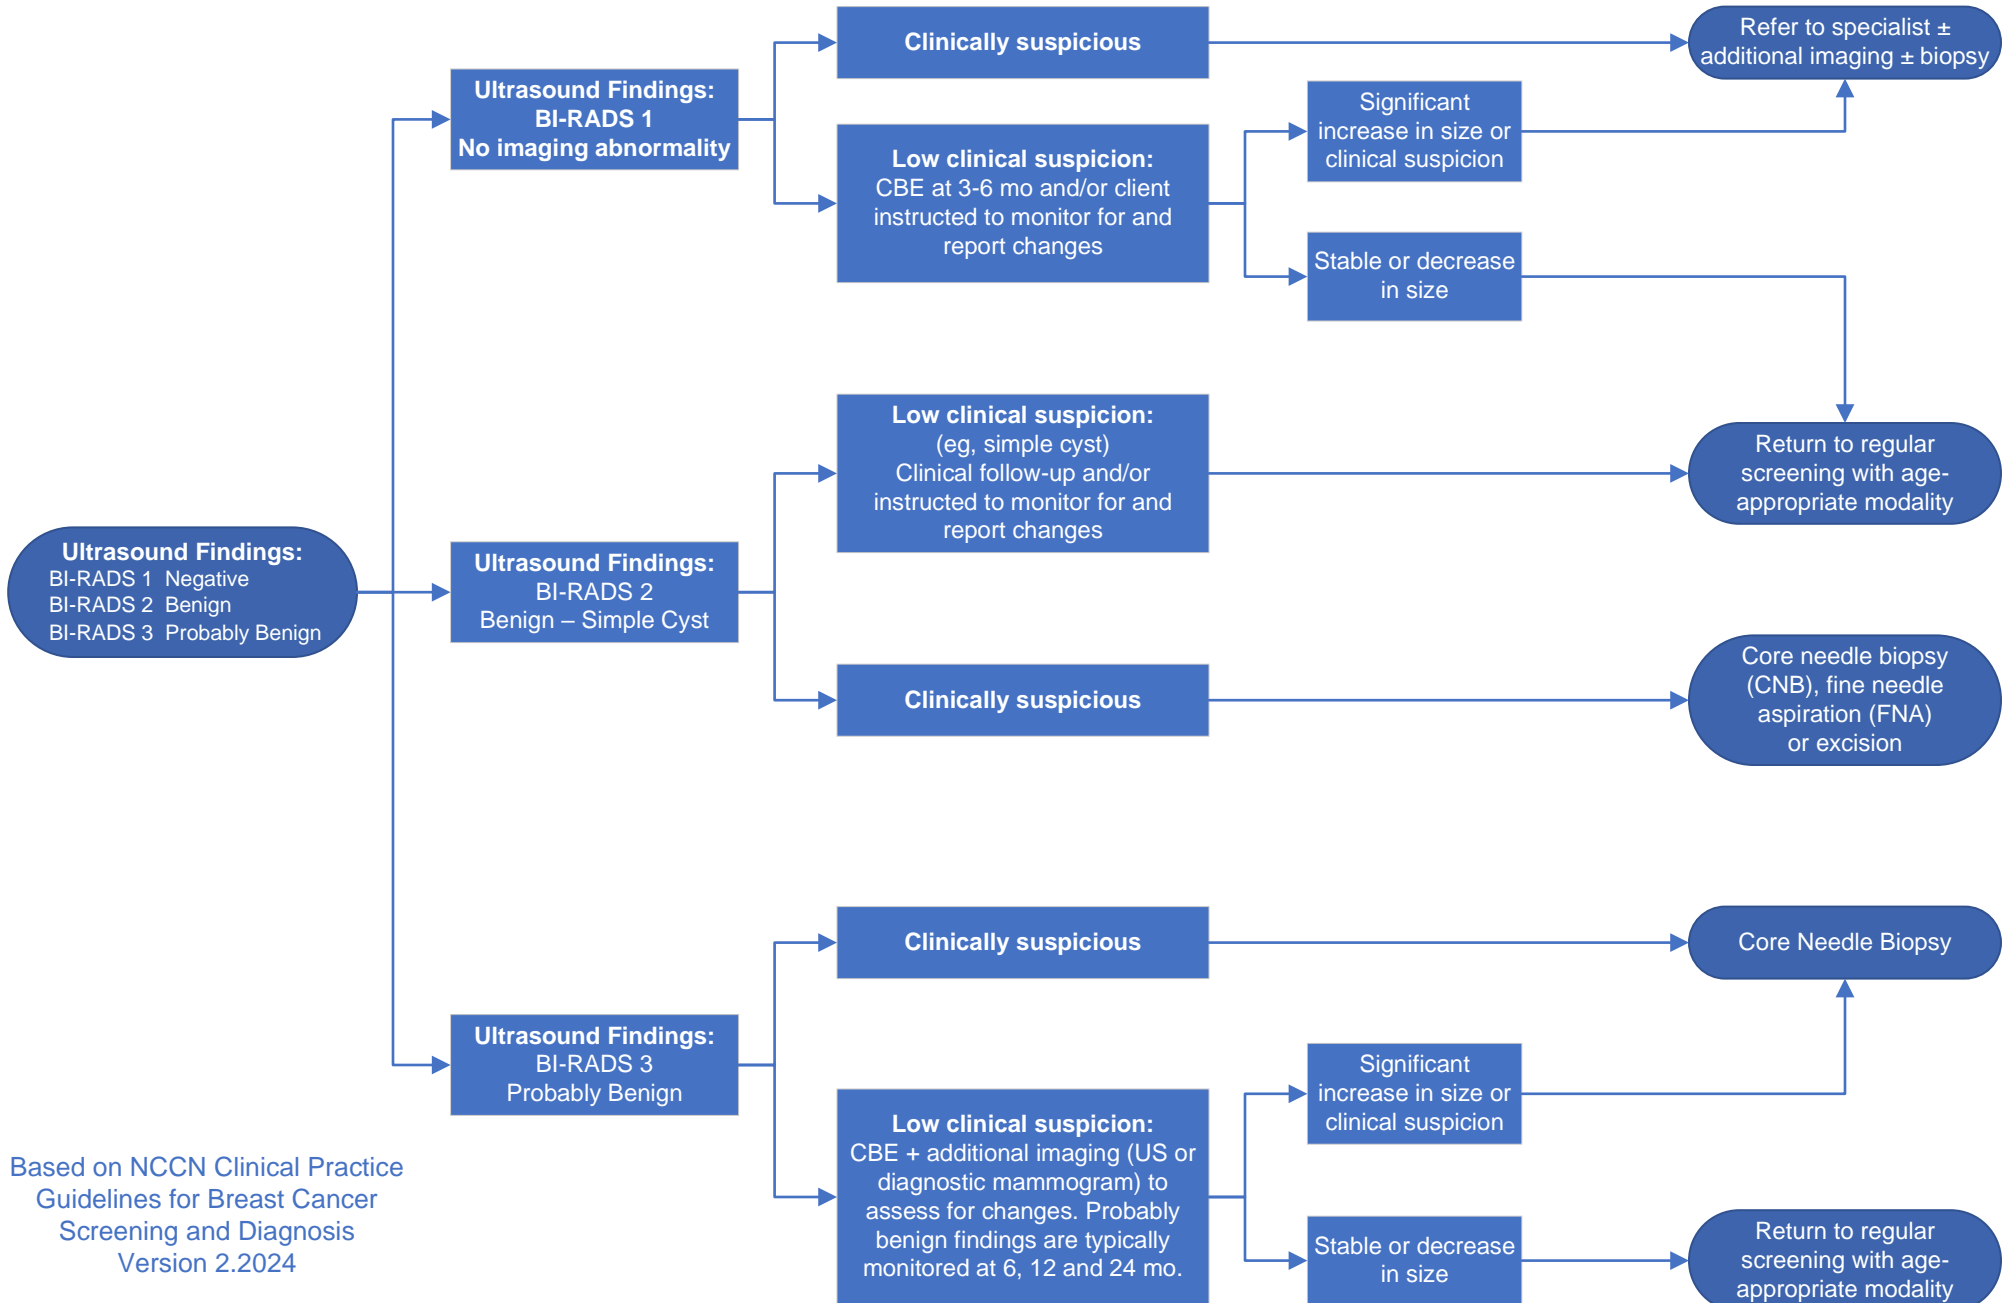 Ultrasound Findings:
BI-RADS 1  Negative
BI-RADS 2  Benign
BI-RADS 3  Probably Benign
Ultrasound Findings:
BI-RADS 1
No imaging abnormality
Clinically suspicious
Refer to specialist ±
additional imaging ± biopsy
Low clinical suspicion:
CBE at 3-6 mo and/or client
instructed to monitor for and
report changes
Significant
increase in size or
clinical suspicion
Stable or decrease
in size
Ultrasound Findings:
BI-RADS 2
Benign – Simple Cyst
Low clinical suspicion:
(eg, simple cyst)
Clinical follow-up and/or
instructed to monitor for and
report changes
Return to regular
screening with age-
appropriate modality
Clinically suspicious
Core needle biopsy
(CNB), fine needle
aspiration (FNA)
or excision
Ultrasound Findings:
BI-RADS 3
Probably Benign
Clinically suspicious
Core Needle Biopsy
Low clinical suspicion:
CBE + additional imaging (US or
diagnostic mammogram) to
assess for changes. Probably
benign findings are typically
monitored at 6, 12 and 24 mo.
Significant
increase in size or
clinical suspicion
Stable or decrease
in size
Return to regular
screening with age-
appropriate modality
Based on NCCN Clinical Practice
Guidelines for Breast Cancer
Screening and Diagnosis
Version 2.2024